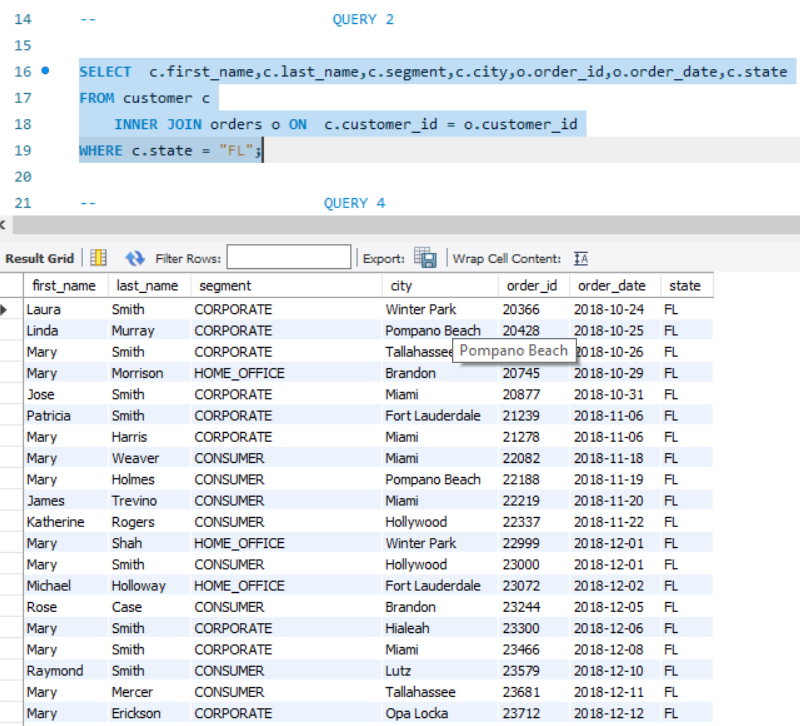 14 -- QUERY 2
15
16 SELECT c.first_name,c.last_name,c.segment,c.city,o.order_id,o.order_date,c.state
17 FROM customer c
18 INNER JOIN orders o ON c.customer_id = o.customer_id
19 WHERE c.state = "FL";
20
21 -- QUERY 4
Result Grid Filter Rows: Export: Wrap Cell Content: IA
first_name last_name segment city order_id order_date state
Laura Smith CORPORATE Winter Park 20366 2018-10-24 FL
Linda Murray CORPORATE Pompano Beach 20428 2018-10-25 FL
Mary Smith CORPORATE Tallahassee Pompano Beach 2018-10-26 FL
Mary Morrison HOME_OFFICE Brandon 20745 2018-10-29 FL
Jose Smith CORPORATE Miami 20877 2018-10-31 FL
Patricia Smith CORPORATE Fort Lauderdale 21239 2018-11-06 FL
Mary Harris CORPORATE Miami 21278 2018-11-06 FL
Mary Weaver CONSUMER Miami 22082 2018-11-18 FL
Mary Holmes CONSUMER Pompano Beach 22188 2018-11-19 FL
James Trevino CONSUMER Miami 22219 2018-11-20 FL
Katherine Rogers CONSUMER Hollywood 22337 2018-11-22 FL
Mary Shah HOME_OFFICE Winter Park 22999 2018-12-01 FL
Mary Smith CONSUMER Hollywood 23000 2018-12-01 FL
Michael Holloway HOME_OFFICE Fort Lauderdale 23072 2018-12-02 FL
Rose Case CONSUMER Brandon 23244 2018-12-05 FL
Mary Smith CORPORATE Hialeah 23300 2018-12-06 FL
Mary Smith CORPORATE Miami 23466 2018-12-08 FL
Raymond Smith CONSUMER Lutz 23579 2018-12-10 FL
Mary Mercer CONSUMER Tallahassee 23681 2018-12-11 FL
Mary Erickson CORPORATE Opa Locka 23712 2018-12-12 FL